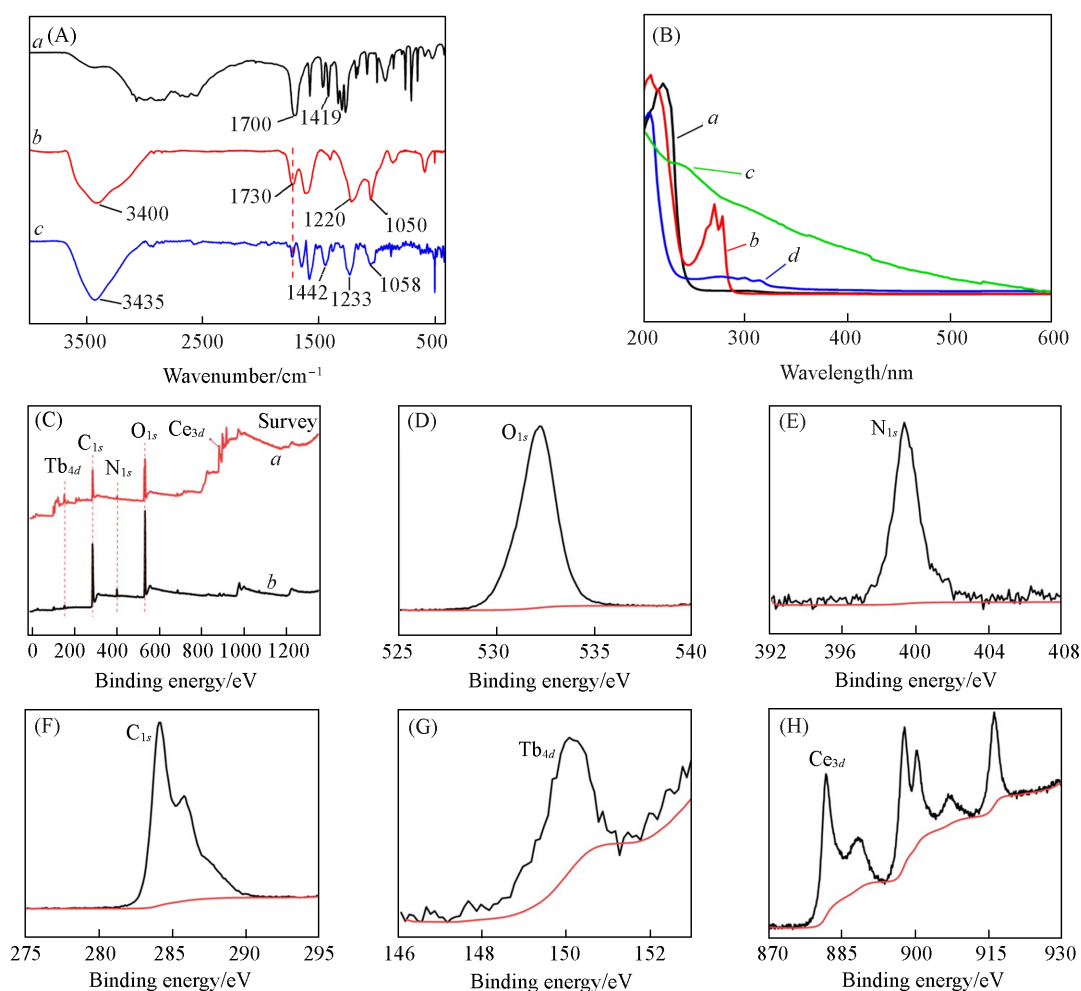 (A)
a
1700
1419
b
3400
1730
1220
1050
c
3435
1442
1233
1058
3500
2500
1500
500
Wavenumber/cm⁻¹
(B)
a
c
b
d
200
300
400
500
600
Wavelength/nm
(C)
Survey
Tb4d
C1s
N1s
O1s
Ce3d
a
b
0
200
400
600
800
1000
1200
Binding energy/eV
(D)
O1s
525
530
535
540
Binding energy/eV
(E)
N1s
392
396
400
404
408
Binding energy/eV
(F)
C1s
275
280
285
290
295
Binding energy/eV
(G)
Tb4d
146
148
150
152
Binding energy/eV
(H)
Ce3d
870
885
900
915
930
Binding energy/eV